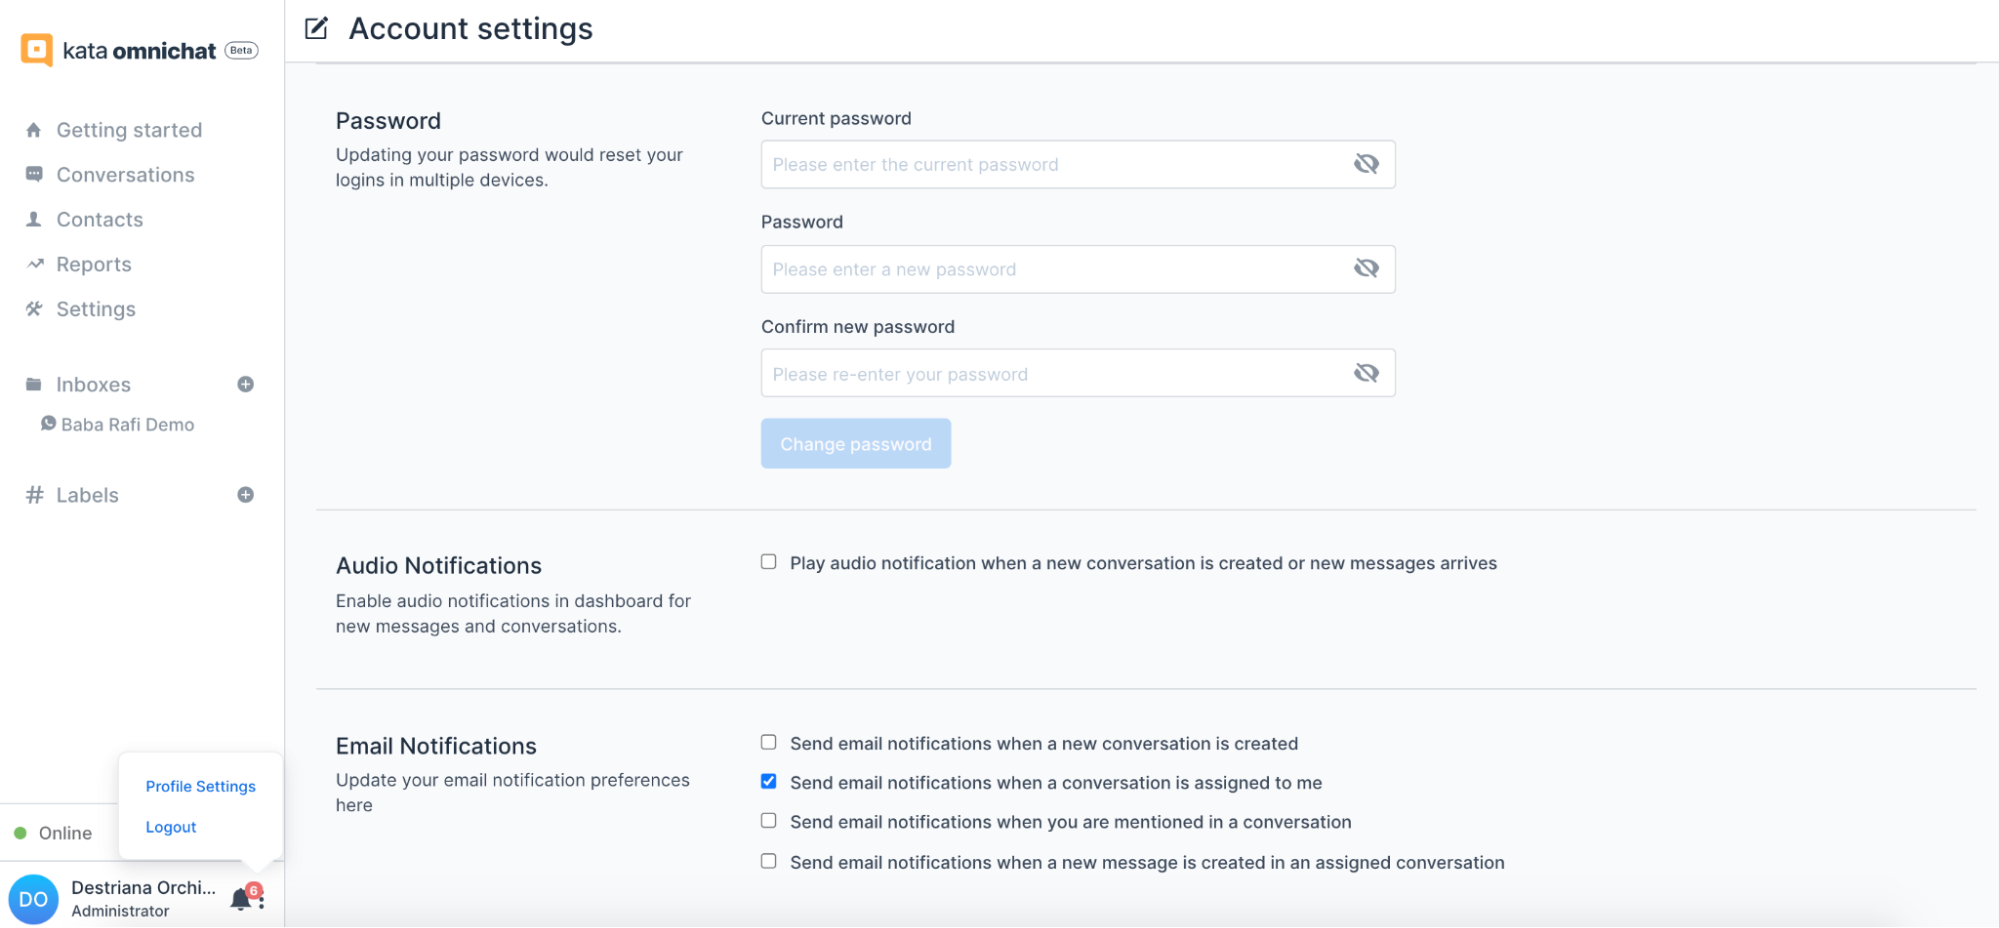 kata omnichat Beta
Getting started
Conversations
Contacts
Reports
Settings
Inboxes
Baba Rafi Demo
# Labels
Profile Settings
Logout
Online
DO
Destriana Orchi...
Administrator
6
Account settings
Password
Updating your password would reset your
logins in multiple devices.
Current password
Please enter the current password
Password
Please enter a new password
Confirm new password
Please re-enter your password
Change password
Audio Notifications
Enable audio notifications in dashboard for
new messages and conversations.
Play audio notification when a new conversation is created or new messages arrives
Email Notifications
Update your email notification preferences
here
Send email notifications when a new conversation is created
Send email notifications when a conversation is assigned to me
Send email notifications when you are mentioned in a conversation
Send email notifications when a new message is created in an assigned conversation